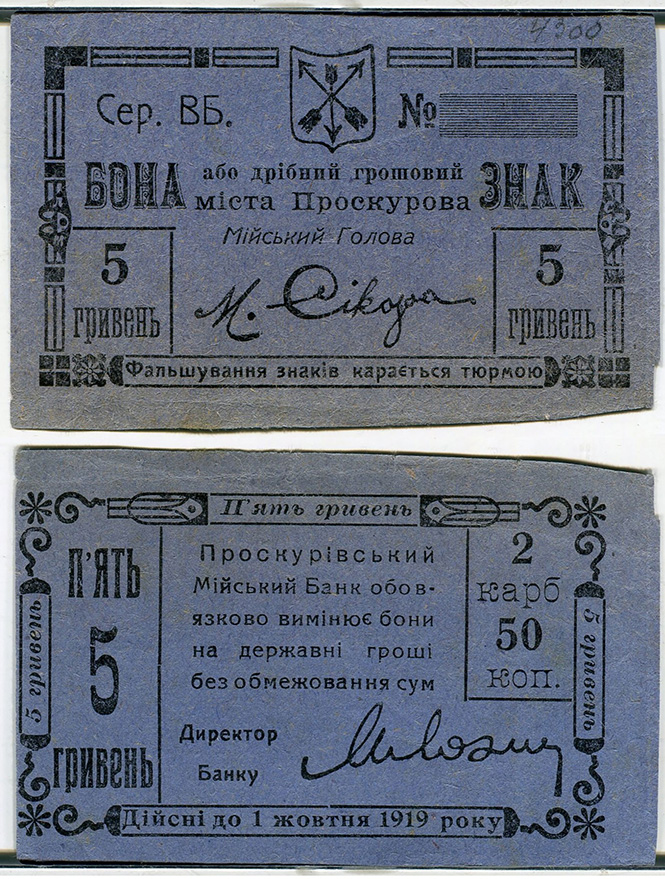 4300
Сер. ВБ. №
БОНА або дрібний грошовий ЗНАК
міста Проскурова
Мійський Голова
5 гривень
М. Сікора
5 гривень
Фальшування знаків карається тюрмою
П'ять гривень
5 гривень
П'ЯТЬ
5
гривень
Проскурівський
Мійський Банк обов-
язково вимінює бони
на державні гроші
без обмежовання сум
2
карб
50
коп.
5 гривень
Директор
Банку
Дійсні до 1 жовтня 1919 року